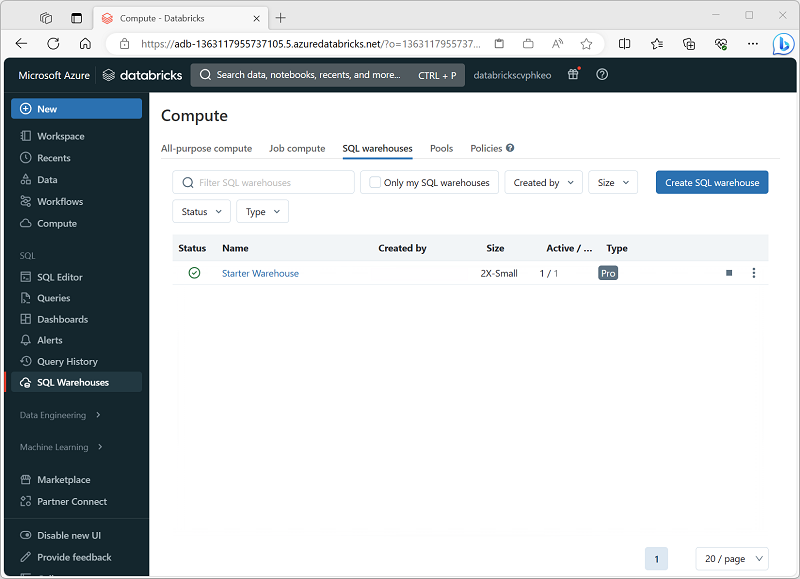 Compute - Databricks
https://adb-1363117955737105.5.azuredatabricks.net/?o=1363117955737...
Microsoft Azure databricks Search data, notebooks, recents, and more... CTRL + P databrickscvphkeo
New
Workspace
Recents
Data
Workflows
Compute
SQL
SQL Editor
Queries
Dashboards
Alerts
Query History
SQL Warehouses
Data Engineering
Machine Learning
Marketplace
Partner Connect
Disable new UI
Provide feedback
Compute
All-purpose compute Job compute SQL warehouses Pools Policies
Filter SQL warehouses Only my SQL warehouses Created by Size Create SQL warehouse
Status Type
Status Name Created by Size Active / ... Type
Starter Warehouse 2X-Small 1 / 1 Pro
1 20 / page